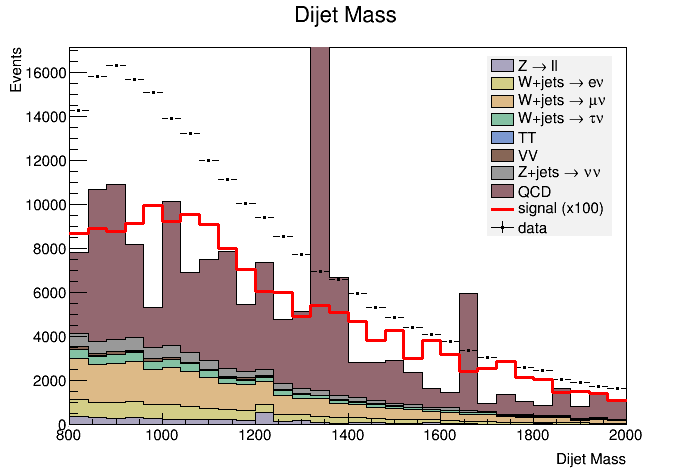 Dijet Mass
Events
16000
14000
12000
10000
8000
6000
4000
2000
0
800
1000
1200
1400
1600
1800
2000
Dijet Mass
Z → ll
W+jets → eν
W+jets → μν
W+jets → τν
TT
VV
Z+jets → νν
QCD
signal (x100)
data